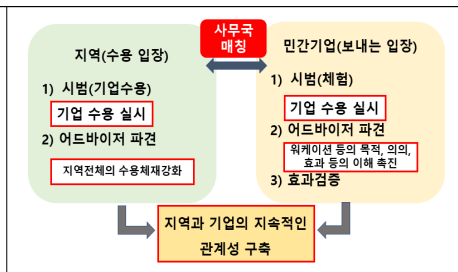 사무국
매칭
지역(수용 입장)
1) 시범(기업수용)
기업 수용 실시
2) 어드바이저 파견
지역전체의 수용체재강화
민간기업(보내는 입장)
1) 시범(체험)
기업 수용 실시
2) 어드바이저 파견
워케이션 등의 목적, 의의,
효과 등의 이해 촉진
3) 효과검증
지역과 기업의 지속적인
관계성 구축